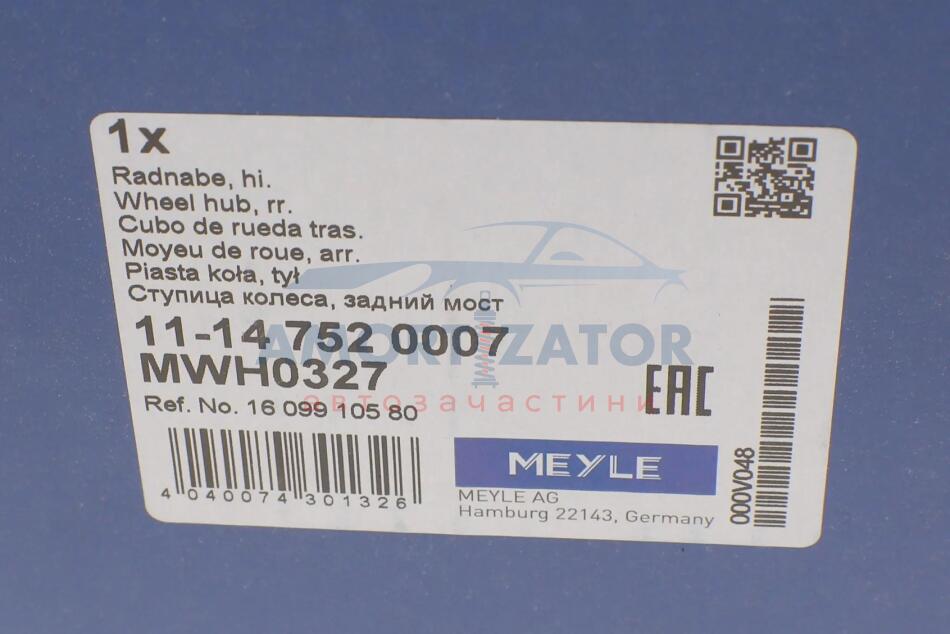 1x
Radnabe, hi.
Wheel hub, rr.
Cubo de rueda tras.
Moyeu de roue, arr.
Piasta koła, tył
Ступица колеса, задний мост
11-14 752 0007
MWH0327
Ref. No. 16 099 105 80
4 040074 301326
EAC
MEYLE
MEYLE AG
Hamburg 22143, Germany
000V048
AMORTIZATOR
автозапчастини